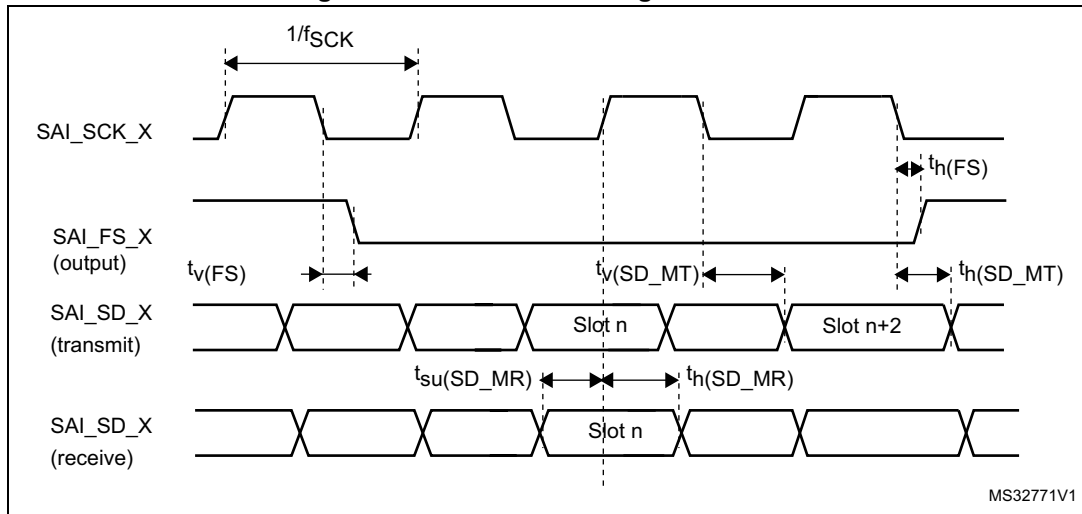 1/fSCK
SAI_SCK_X
th(FS)
SAI_FS_X
(output)
tv(FS)
tv(SD_MT)
th(SD_MT)
SAI_SD_X
(transmit)
Slot n
Slot n+2
tsu(SD_MR)
th(SD_MR)
SAI_SD_X
(receive)
Slot n
MS32771V1